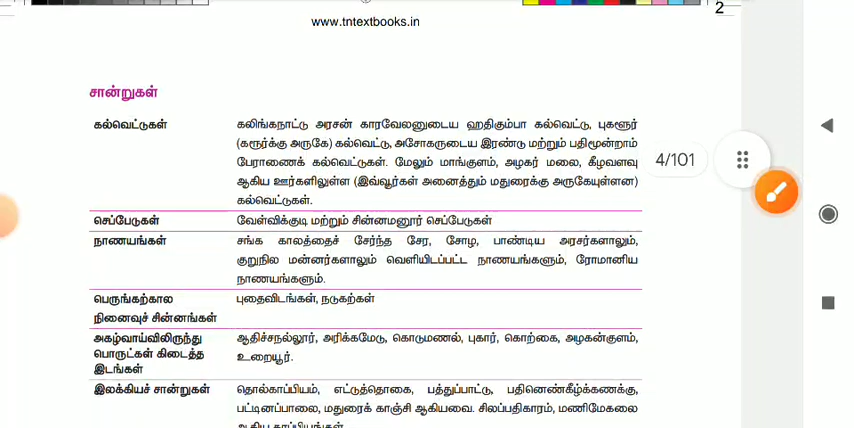 2
www.tntextbooks.in
சான்றுகள்
கல்வெட்டுகள்
கலிங்கநாட்டு அரசன் காரவேலனுடைய ஹதிகும்பா கல்வெட்டு, புகளூர்
(கரூர்க்கு அருகே) கல்வெட்டு, அசோகருடைய இரண்டு மற்றும் பதிமூன்றாம்
பேராணைக் கல்வெட்டுகள். மேலும் மாங்குளம், அழகர் மலை, கீழவளவு
ஆகிய ஊர்களிலுள்ள (இவ்வூர்கள் அனைத்தும் மதுரைக்கு அருகேயுள்ளன)
கல்வெட்டுகள்.
4/101
செப்பேடுகள்
வேள்விக்குடி மற்றும் சின்னமனூர் செப்பேடுகள்
நாணயங்கள்
சங்க காலத்தைச் சேர்ந்த சேர, சோழ, பாண்டிய அரசர்களாலும்,
குறுநில மன்னர்களாலும் வெளியிடப்பட்ட நாணயங்களும், ரோமானிய
நாணயங்களும்.
பெருங்கற்கால
நினைவுச் சின்னங்கள்
புதைவிடங்கள், நடுகற்கள்
அகழ்வாய்விலிருந்து
பொருட்கள் கிடைத்த
இடங்கள்
ஆதிச்சநல்லூர், அரிக்கமேடு, கொடுமணல், புகார், கொற்கை, அழகன்குளம்,
உறையூர்.
இலக்கியச் சான்றுகள்
தொல்காப்பியம், எட்டுத்தொகை, பத்துப்பாட்டு, பதினெண்கீழ்க்கணக்கு,
பட்டினப்பாலை, மதுரைக் காஞ்சி ஆகியவை. சிலப்பதிகாரம், மணிமேகலை
ஆகிய காப்பியங்கள்